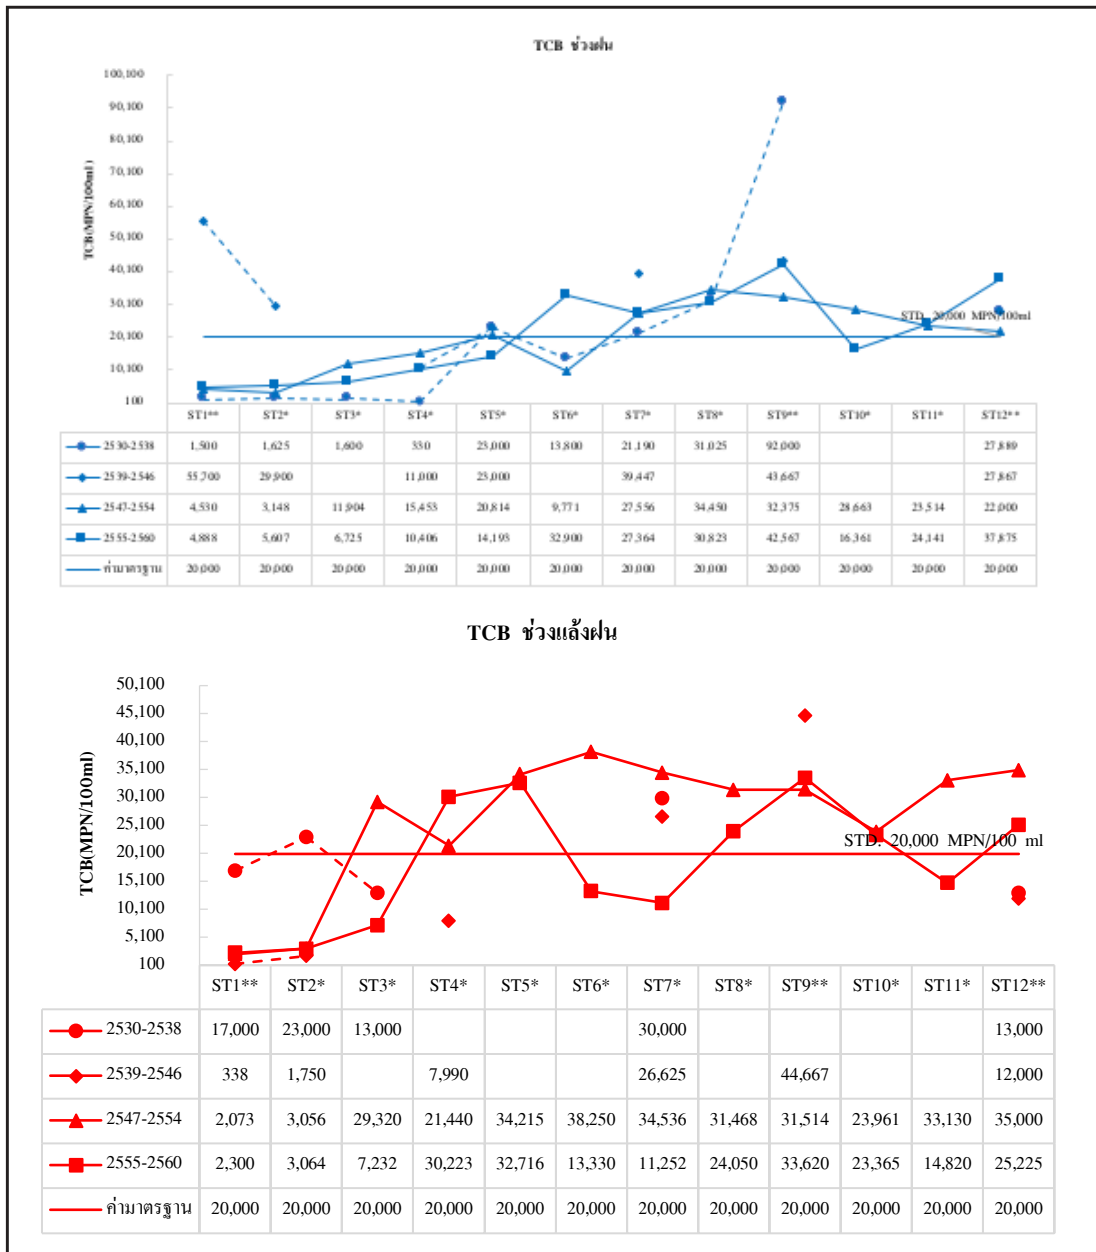 TCB ช่วงฝน
100,100
90,100
80,100
70,100
60,100
50,100
40,100
30,100
20,100
10,100
100
TCB(MPN/100ml)
STD. 20,000 MPN/100ml
ST1** ST2* ST3* ST4* ST5* ST6* ST7* ST8* ST9** ST10* ST11* ST12**
2530-2538 1,500 1,625 1,600 330 23,000 13,800 21,190 31,025 92,000 27,889
2539-2546 55,700 29,900 11,000 23,000 39,447 43,667 27,867
2547-2554 4,530 3,148 11,904 15,453 20,814 9,771 27,556 34,450 32,375 28,663 23,514 22,000
2555-2560 4,888 5,607 6,725 10,406 14,193 32,900 27,364 30,823 42,567 16,361 24,141 37,875
ค่ามาตรฐาน 20,000 20,000 20,000 20,000 20,000 20,000 20,000 20,000 20,000 20,000 20,000 20,000
TCB ช่วงแล้งฝน
50,100
45,100
40,100
35,100
30,100
25,100
20,100
15,100
10,100
5,100
100
TCB(MPN/100ml)
STD. 20,000 MPN/100 ml
ST1** ST2* ST3* ST4* ST5* ST6* ST7* ST8* ST9** ST10* ST11* ST12**
2530-2538 17,000 23,000 13,000 30,000 13,000
2539-2546 338 1,750 7,990 26,625 44,667 12,000
2547-2554 2,073 3,056 29,320 21,440 34,215 38,250 34,536 31,468 31,514 23,961 33,130 35,000
2555-2560 2,300 3,064 7,232 30,223 32,716 13,330 11,252 24,050 33,620 23,365 14,820 25,225
ค่ามาตรฐาน 20,000 20,000 20,000 20,000 20,000 20,000 20,000 20,000 20,000 20,000 20,000 20,000